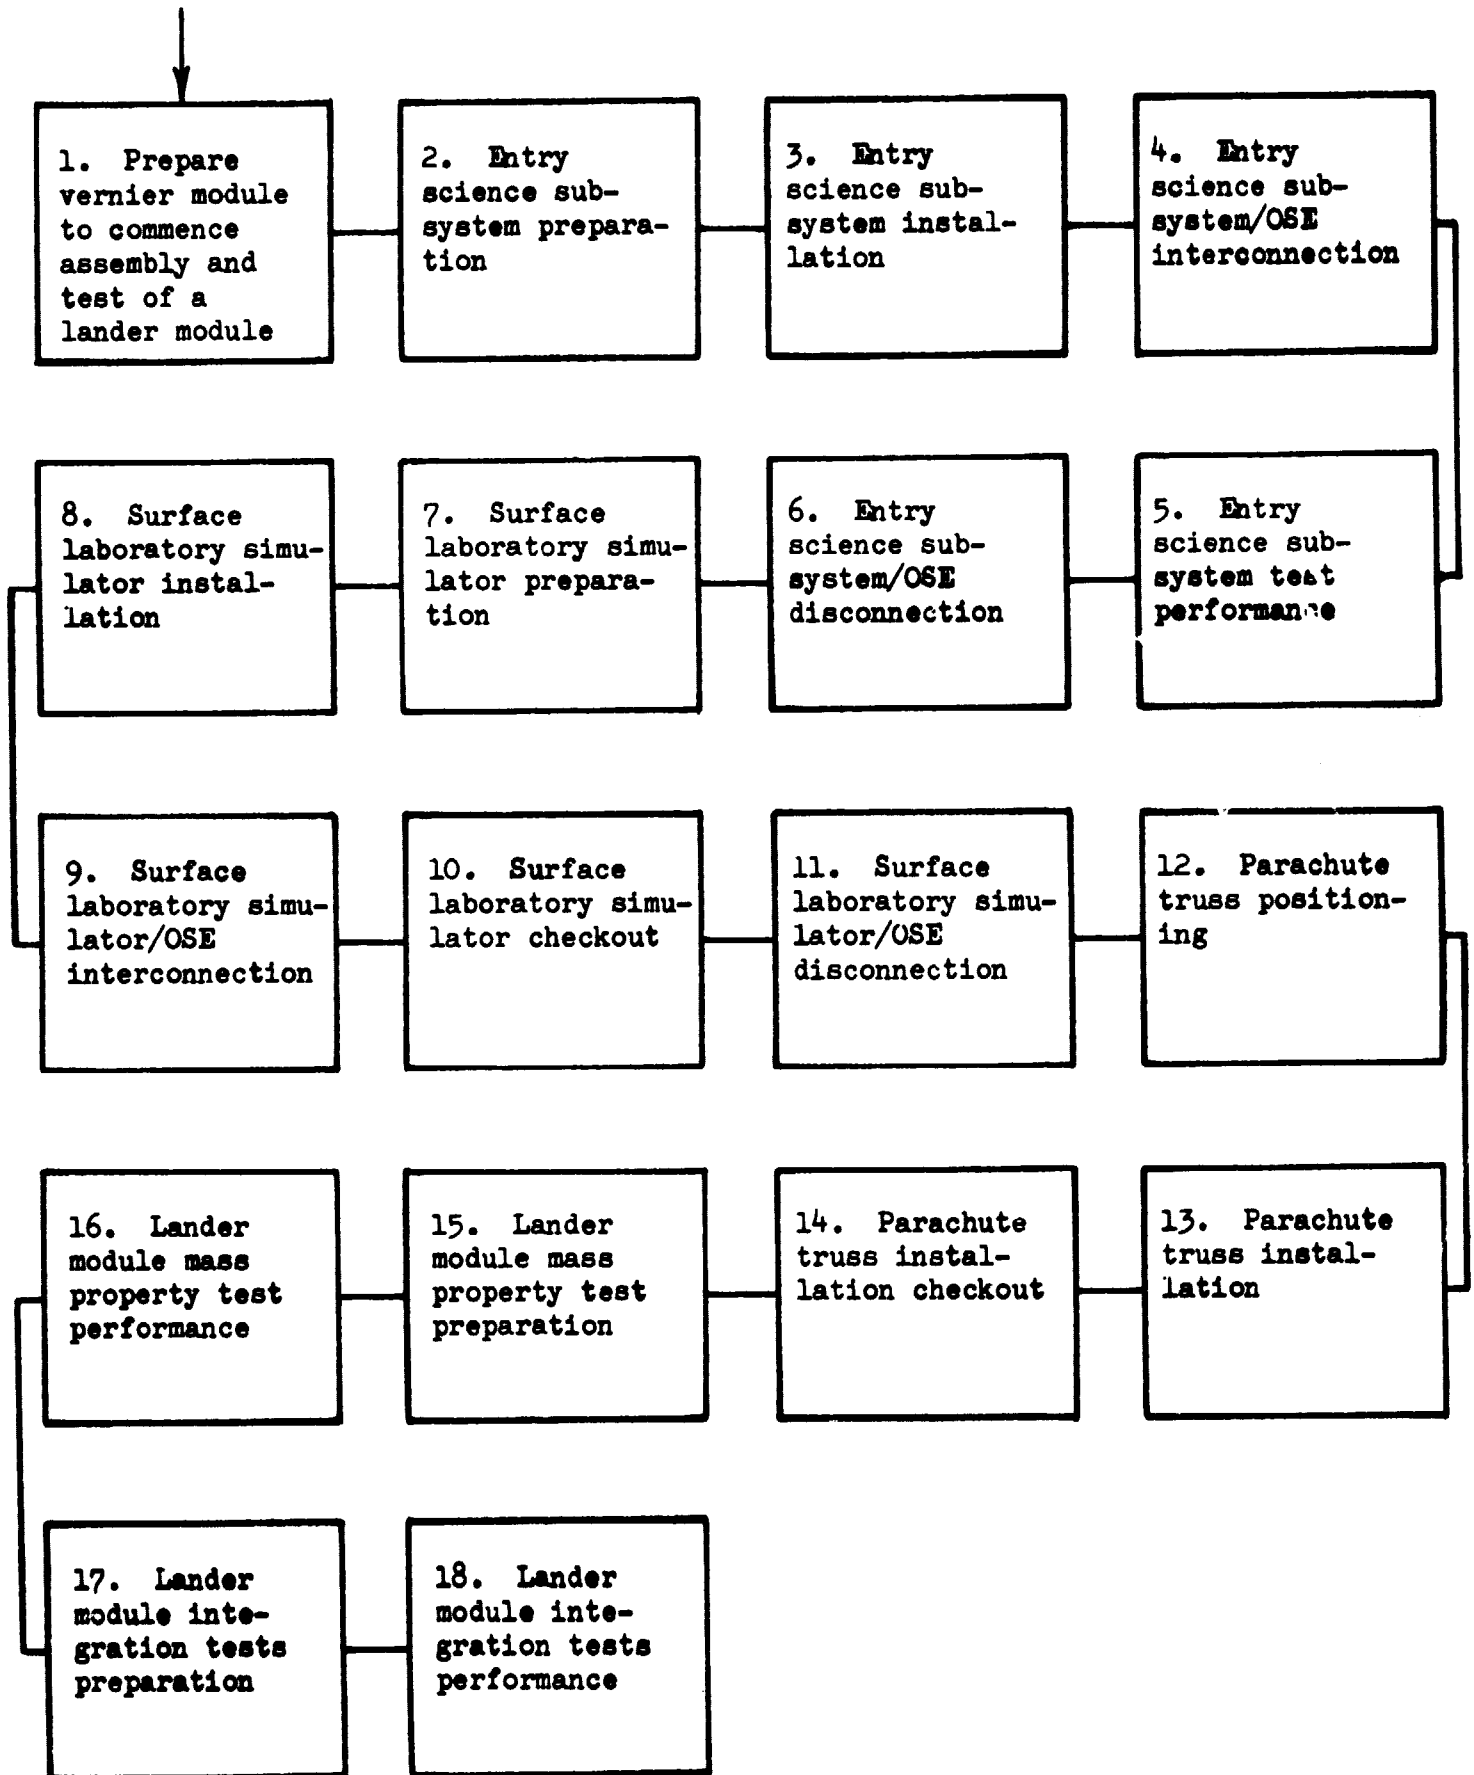 1. Prepare
vernier module
to commence
assembly and
test of a
lander module
2. Entry
science sub-
system prepara-
tion
3. Entry
science sub-
system instal-
lation
4. Entry
science sub-
system/OSE
interconnection
5. Entry
science sub-
system test
performance
6. Entry
science sub-
system/OSE
disconnection
7. Surface
laboratory simu-
lator prepara-
tion
8. Surface
laboratory simu-
lator instal-
lation
9. Surface
laboratory simu-
lator/OSE
interconnection
10. Surface
laboratory simu-
lator checkout
11. Surface
laboratory simu-
lator/OSE
disconnection
12. Parachute
truss position-
ing
13. Parachute
truss instal-
lation
14. Parachute
truss instal-
lation checkout
15. Lander
module mass
property test
preparation
16. Lander
module mass
property test
performance
17. Lander
module inte-
gration tests
preparation
18. Lander
module inte-
gration tests
performance